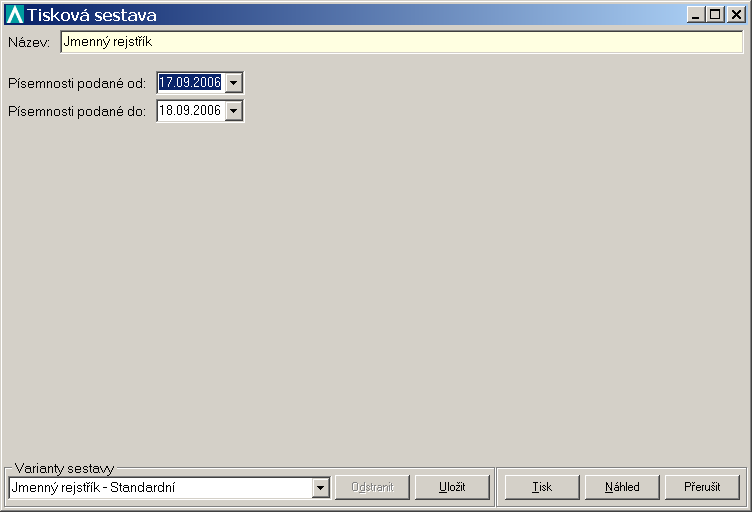 Tisková sestava
Název: Jmenný rejstřík
Písemnosti podané od: 17.09.2006
Písemnosti podané do: 18.09.2006
Varianty sestavy
Jmenný rejstřík - Standardní Odstranit Uložit Tisk Náhled Přerušit